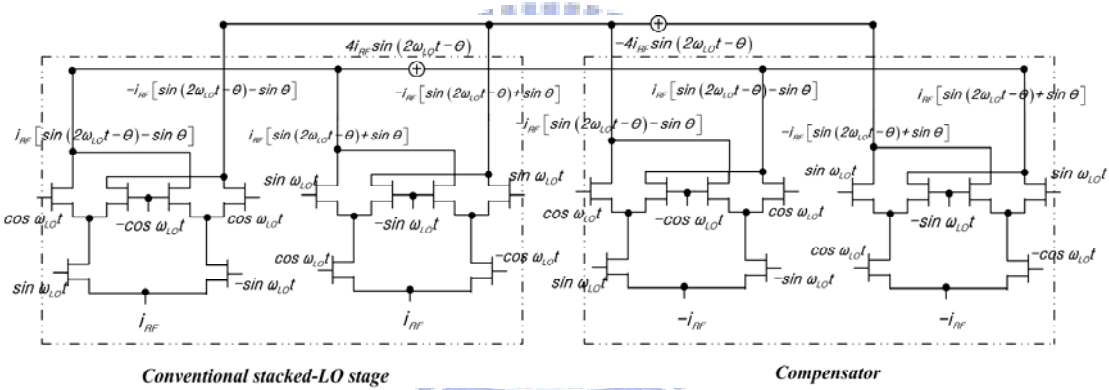 4i_RF sin (2ω_LO t − θ)
−4i_RF sin (2ω_LO t − θ)
−i_RF [sin (2ω_LO t − θ) − sin θ]
−i_RF [sin (2ω_LO t − θ) + sin θ]
i_RF [sin (2ω_LO t − θ) − sin θ]
i_RF [sin (2ω_LO t − θ) + sin θ]
i_RF [sin (2ω_LO t − θ) − sin θ]
i_RF [sin (2ω_LO t − θ) + sin θ]
−i_RF [sin (2ω_LO t − θ) − sin θ]
−i_RF [sin (2ω_LO t − θ) + sin θ]
sin ω_LO t
sin ω_LO t
sin ω_LO t
sin ω_LO t
cos ω_LO t
−cos ω_LO t
cos ω_LO t
−sin ω_LO t
cos ω_LO t
−cos ω_LO t
cos ω_LO t
−sin ω_LO t
cos ω_LO t
−cos ω_LO t
cos ω_LO t
−cos ω_LO t
sin ω_LO t
−sin ω_LO t
sin ω_LO t
−sin ω_LO t
i_RF
i_RF
−i_RF
−i_RF
Conventional stacked-LO stage
Compensator